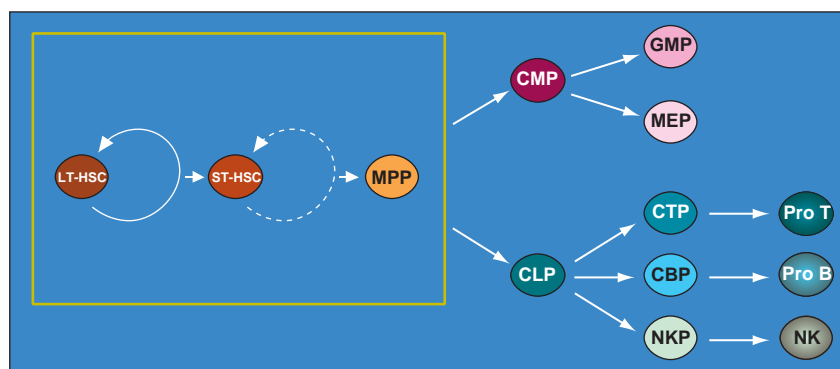 LT-HSC
ST-HSC
MPP
CMP
GMP
MEP
CLP
CTP
Pro T
CBP
Pro B
NKP
NK